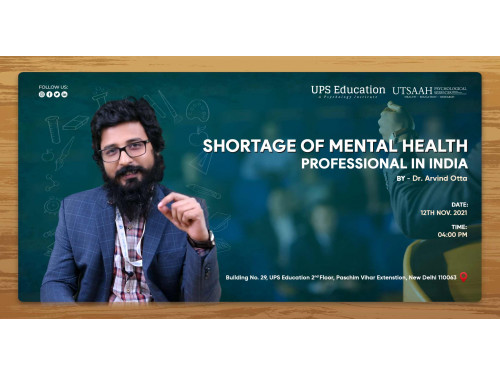 FOLLOW US:
UPS Education
a Psychology Institute
UTSAAH
PSYCHOLOGICAL
SHORTAGE OF MENTAL HEALTH
PROFESSIONAL IN INDIA
BY - Dr. Arvind Otta
DATE:
12TH NOV. 2021
TIME:
04:00 PM
Building No. 29, UPS Education 2nd Floor, Paschim Vihar Extenstion, New Delhi 110063